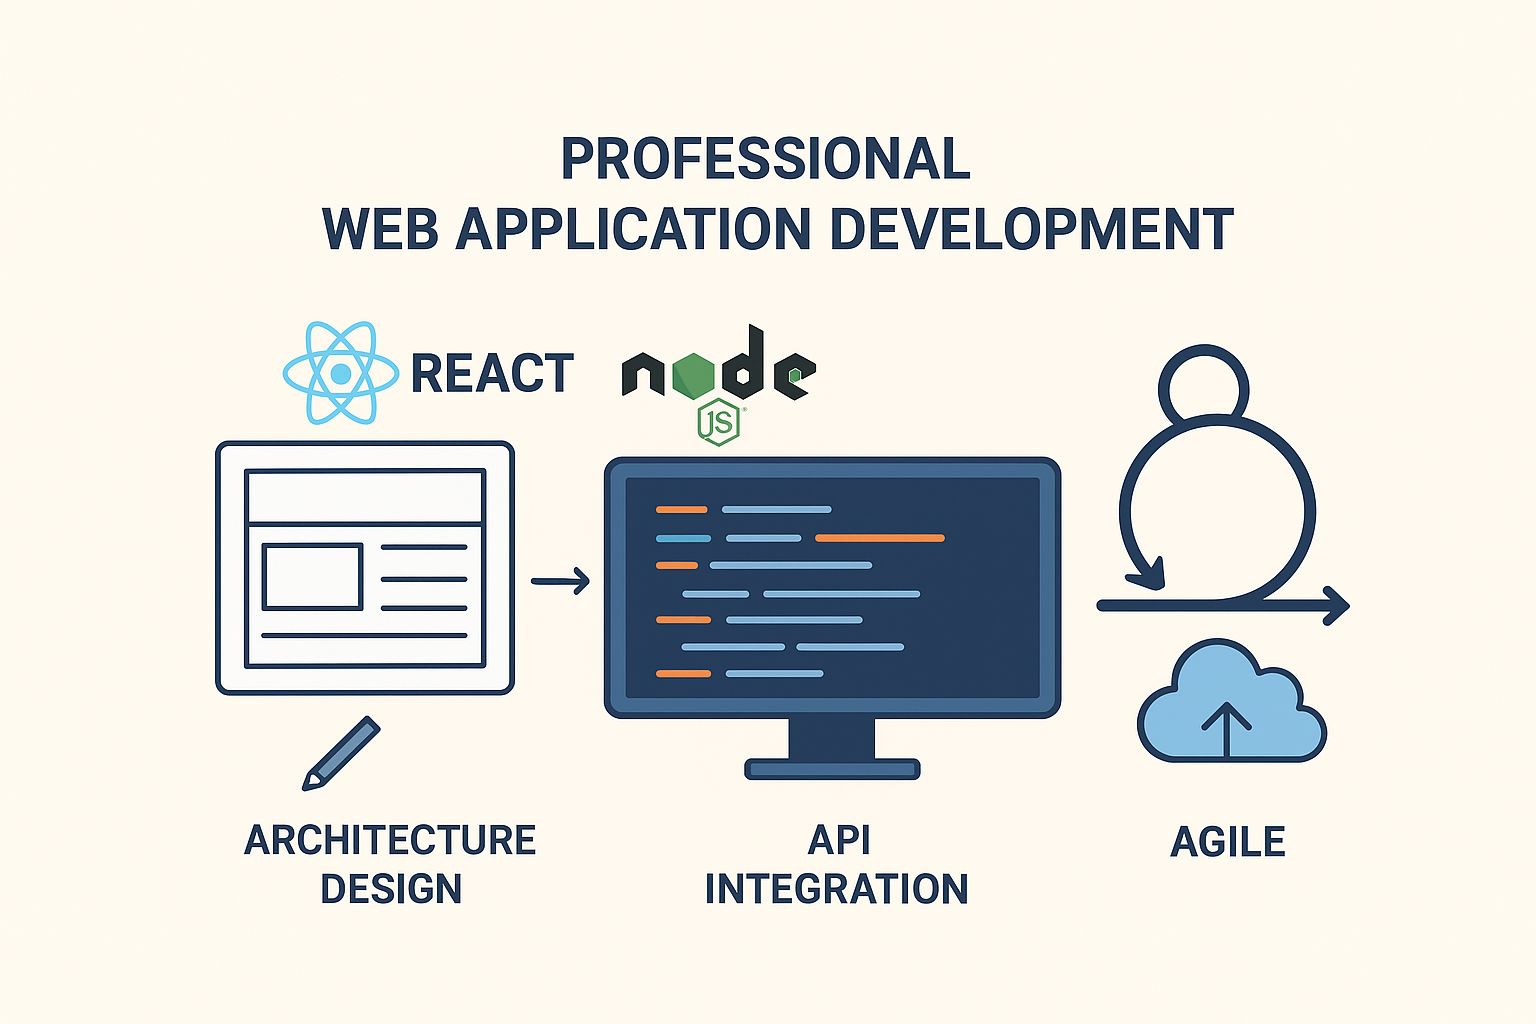 PROFESSIONAL
WEB APPLICATION DEVELOPMENT
REACT
node
JS
ARCHITECTURE
DESIGN
API
INTEGRATION
AGILE